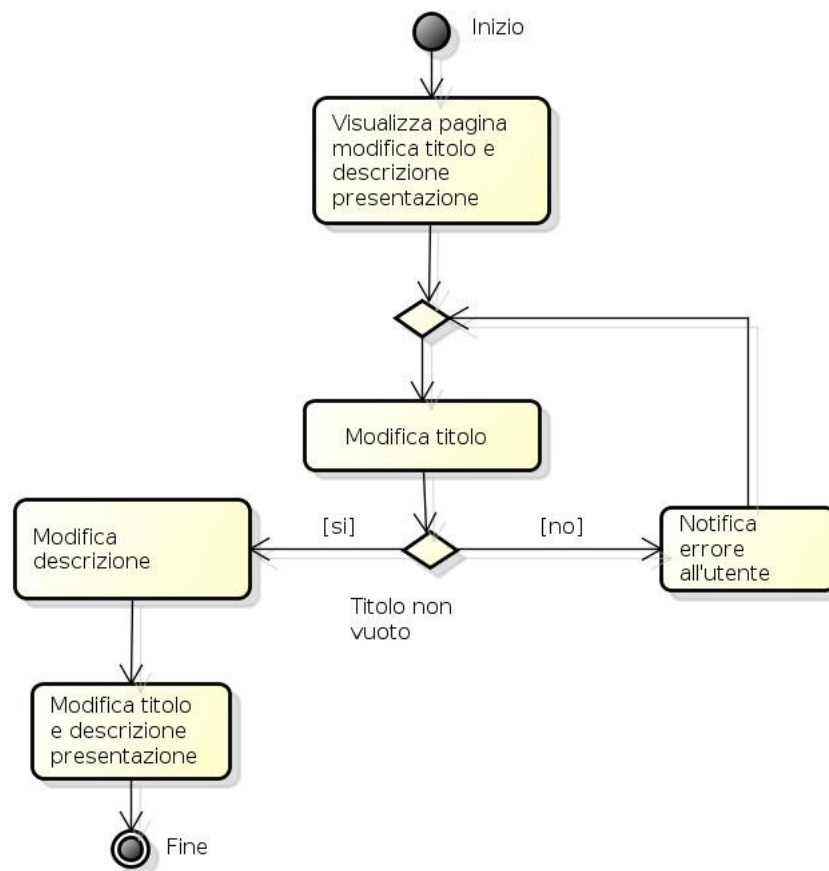 Inizio
Visualizza pagina
modifica titolo e
descrizione
presentazione
Modifica titolo
[si]
[no]
Modifica
descrizione
Notifica
errore
all'utente
Titolo non
vuoto
Modifica titolo
e descrizione
presentazione
Fine